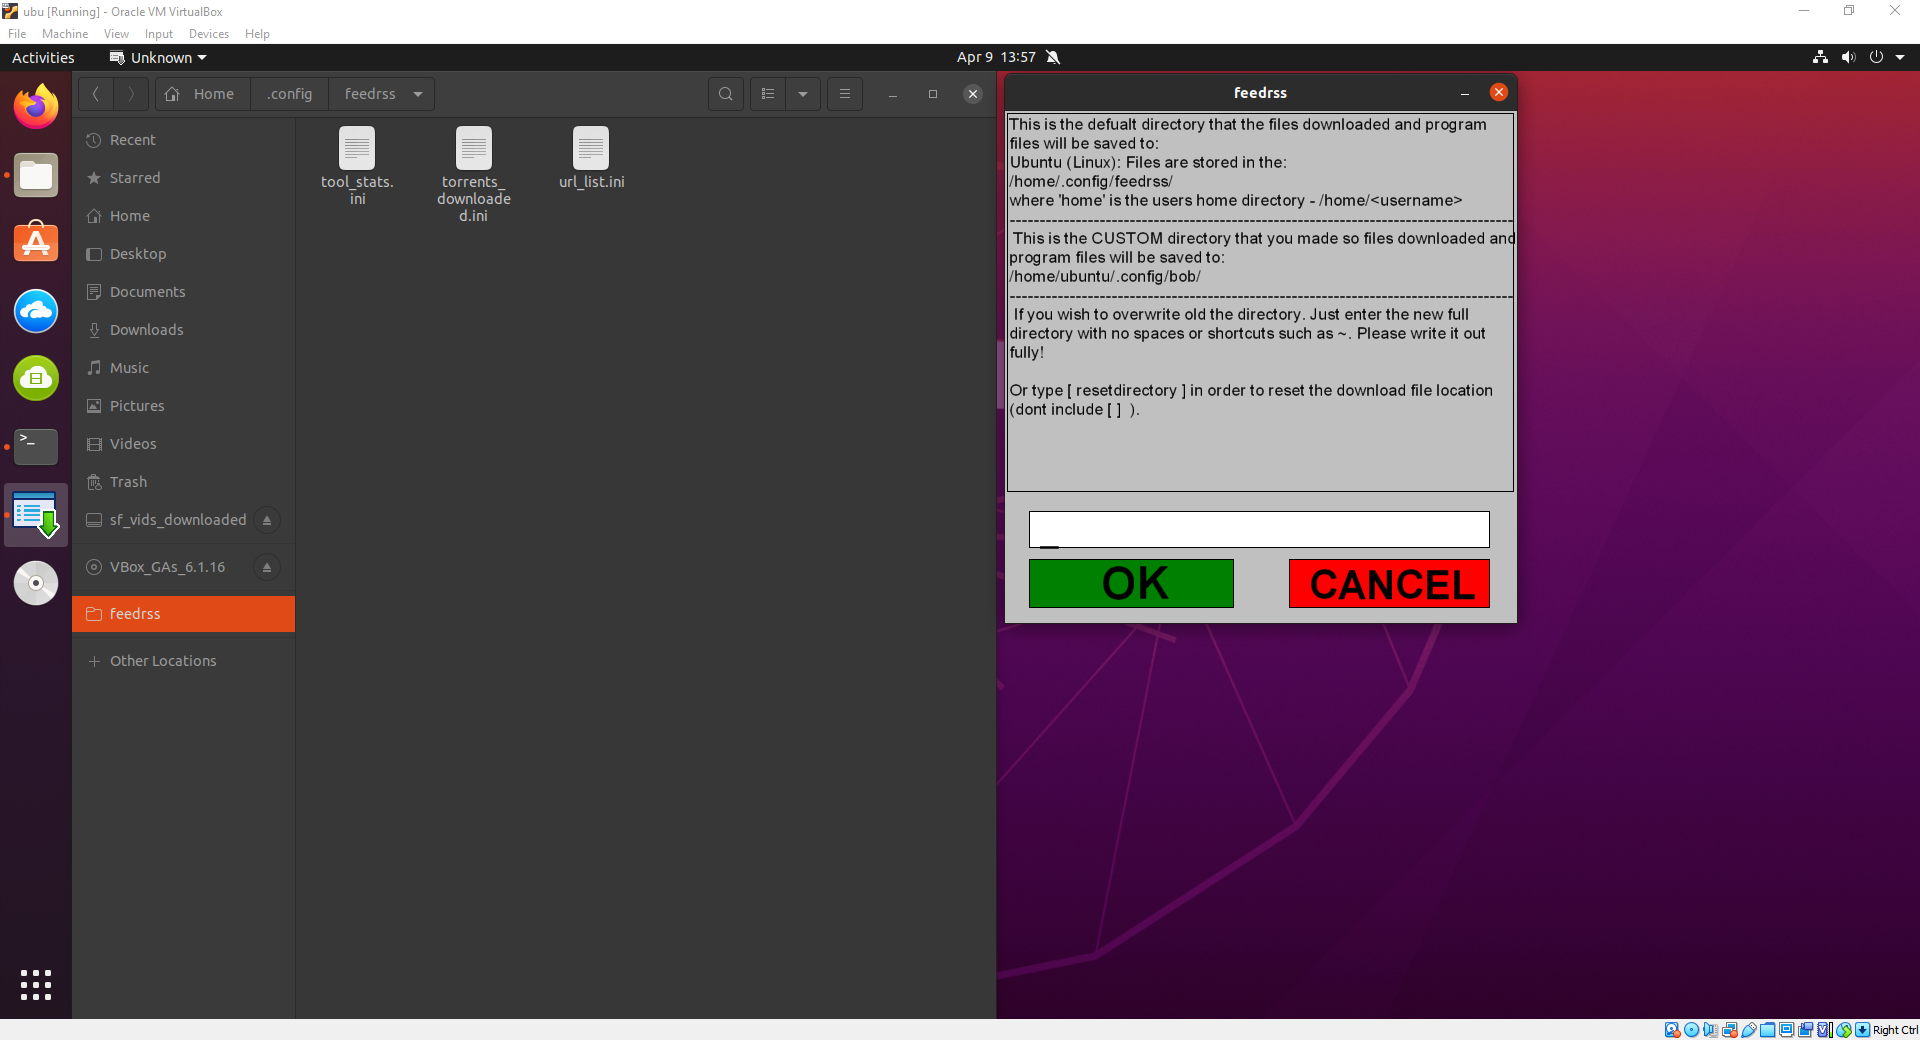 ubu [Running] - Oracle VM VirtualBox
File Machine View Input Devices Help
Activities Unknown Apr 9 13:57
Home .config feedrss
Recent
Starred
Home
Desktop
Documents
Downloads
Music
Pictures
Videos
Trash
sf_vids_downloaded
VBox_GAs_6.1.16
feedrss
Other Locations
tool_stats.
ini
torrents_
downloade
d.ini
url_list.ini
feedrss
This is the defualt directory that the files downloaded and program
files will be saved to:
Ubuntu (Linux): Files are stored in the:
/home/.config/feedrss/
where 'home' is the users home directory - /home/<username>
------------------------------------------------------------------------------------
This is the CUSTOM directory that you made so files downloaded and
program files will be saved to:
/home/ubuntu/.config/bob/
------------------------------------------------------------------------------------
If you wish to overwrite old the directory. Just enter the new full
directory with no spaces or shortcuts such as ~. Please write it out
fully!
Or type [ resetdirectory ] in order to reset the download file location
(dont include [ ]  ).
OK CANCEL
Right Ctrl